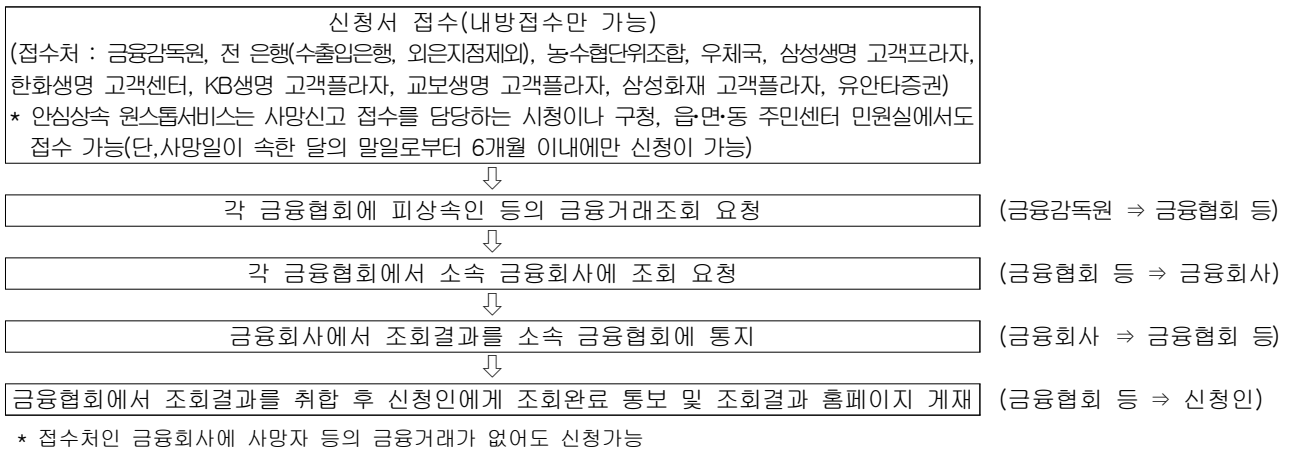 신청서 접수(내방접수만 가능)
(접수처 : 금융감독원, 전 은행(수출입은행, 외은지점제외), 농·수협단위조합, 우체국, 삼성생명 고객프라자,
한화생명 고객센터, KB생명 고객플라자, 교보생명 고객플라자, 삼성화재 고객플라자, 유안타증권)
* 안심상속 원스톱서비스는 사망신고 접수를 담당하는 시청이나 구청, 읍·면·동 주민센터 민원실에서도
접수 가능(단,사망일이 속한 달의 말일로부터 6개월 이내에만 신청이 가능)
⇩
각 금융협회에 피상속인 등의 금융거래조회 요청 (금융감독원 ⇒ 금융협회 등)
⇩
각 금융협회에서 소속 금융회사에 조회 요청 (금융협회 등 ⇒ 금융회사)
⇩
금융회사에서 조회결과를 소속 금융협회에 통지 (금융회사 ⇒ 금융협회 등)
⇩
금융협회에서 조회결과를 취합 후 신청인에게 조회완료 통보 및 조회결과 홈페이지 게재 (금융협회 등 ⇒ 신청인)
* 접수처인 금융회사에 사망자 등의 금융거래가 없어도 신청가능